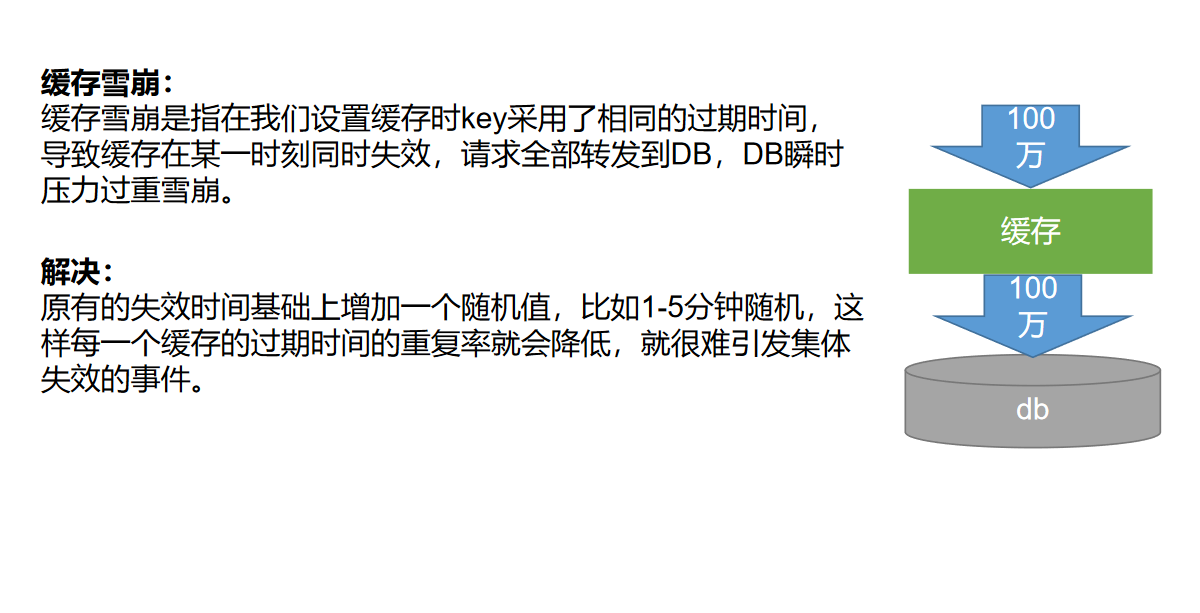 缓存雪崩：
缓存雪崩是指在我们设置缓存时key采用了相同的过期时间，
导致缓存在某一时刻同时失效，请求全部转发到DB，DB瞬时
压力过重雪崩。
解决：
原有的失效时间基础上增加一个随机值，比如1-5分钟随机，这
样每一个缓存的过期时间的重复率就会降低，就很难引发集体
失效的事件。
100
万
缓存
100
万
db